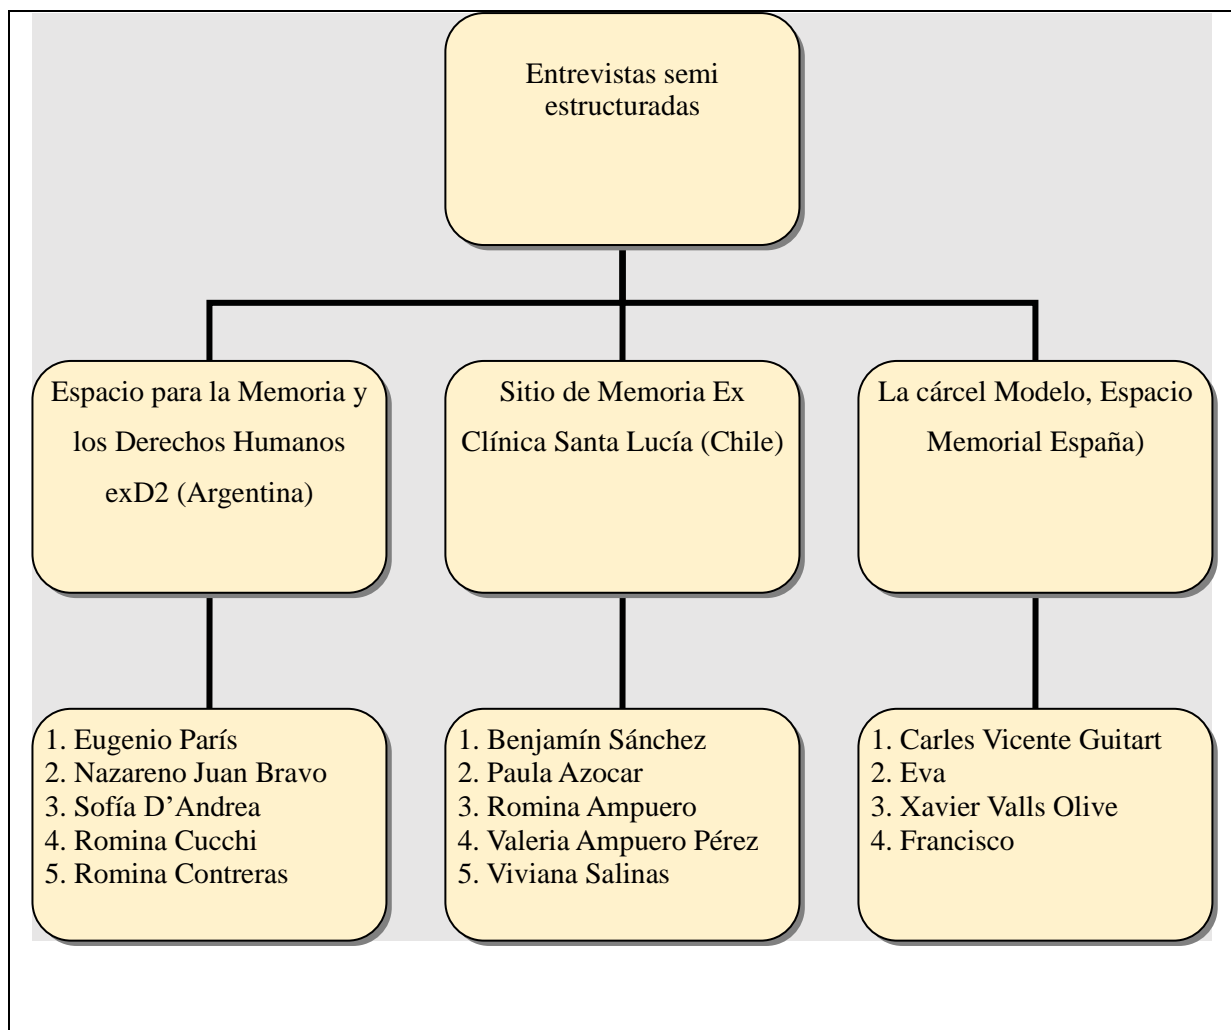 Entrevistas semi
estructuradas
Espacio para la Memoria y
los Derechos Humanos
exD2 (Argentina)
Sitio de Memoria Ex
Clínica Santa Lucía (Chile)
La cárcel Modelo, Espacio
Memorial España)
1. Eugenio París
2. Nazareno Juan Bravo
3. Sofía D’Andrea
4. Romina Cucchi
5. Romina Contreras
1. Benjamín Sánchez
2. Paula Azocar
3. Romina Ampuero
4. Valeria Ampuero Pérez
5. Viviana Salinas
1. Carles Vicente Guitart
2. Eva
3. Xavier Valls Olive
4. Francisco